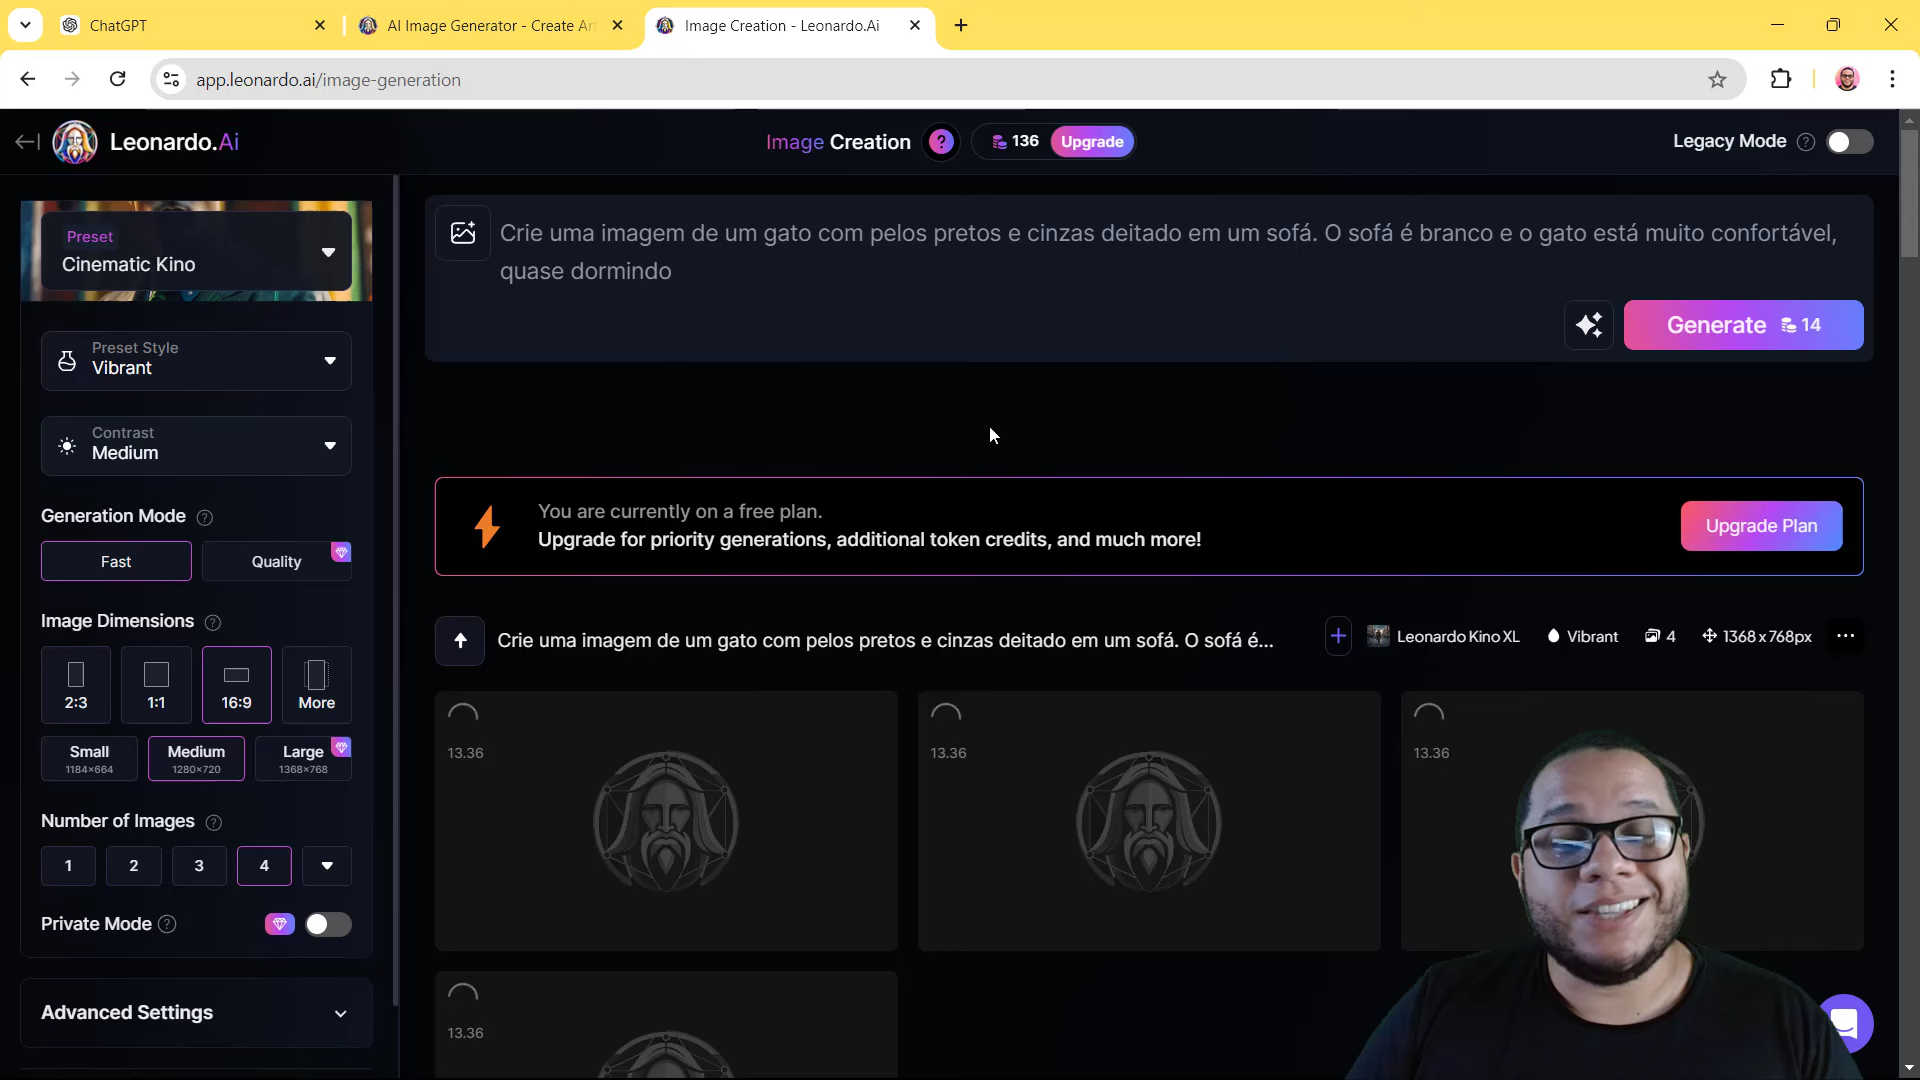 ChatGPT
AI Image Generator - Create Ar
Image Creation - Leonardo.Ai
app.leonardo.ai/image-generation
Leonardo.Ai
Image Creation ? 136 Upgrade
Legacy Mode ?
Preset
Cinematic Kino
Crie uma imagem de um gato com pelos pretos e cinzas deitado em um sofá. O sofá é branco e o gato está muito confortável,
quase dormindo
Generate 14
Preset Style
Vibrant
Contrast
Medium
Generation Mode ?
Fast
Quality
Image Dimensions ?
2:3
1:1
16:9
More
Small
1184×664
Medium
1280×720
Large
1368×768
Number of Images ?
1
2
3
4
Private Mode ?
Advanced Settings
You are currently on a free plan.
Upgrade for priority generations, additional token credits, and much more!
Upgrade Plan
Crie uma imagem de um gato com pelos pretos e cinzas deitado em um sofá. O sofá é...
Leonardo Kino XL
Vibrant
4
1368 x 768px
13.36
13.36
13.36
13.36